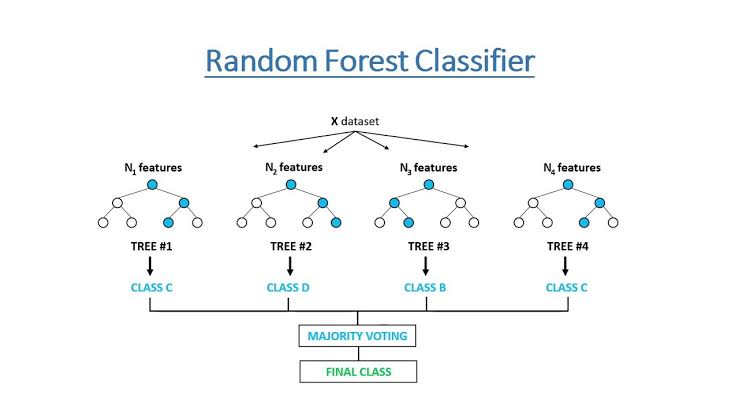 Random Forest Classifier
X dataset
N1 features
N2 features
N3 features
N4 features
TREE #1
TREE #2
TREE #3
TREE #4
CLASS C
CLASS D
CLASS B
CLASS C
MAJORITY VOTING
FINAL CLASS